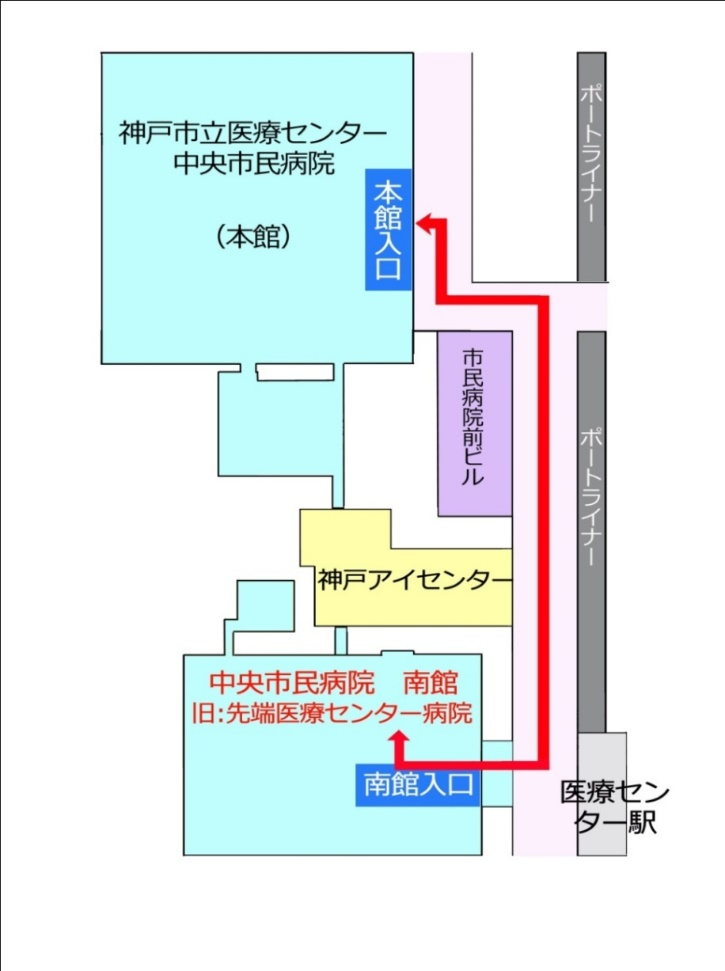 神戸市立医療センター
中央市民病院
（本館）
本館入口
ポートライナー
市民病院前ビル
ポートライナー
神戸アイセンター
中央市民病院　南館
旧:先端医療センター病院
南館入口
医療セン
ター駅